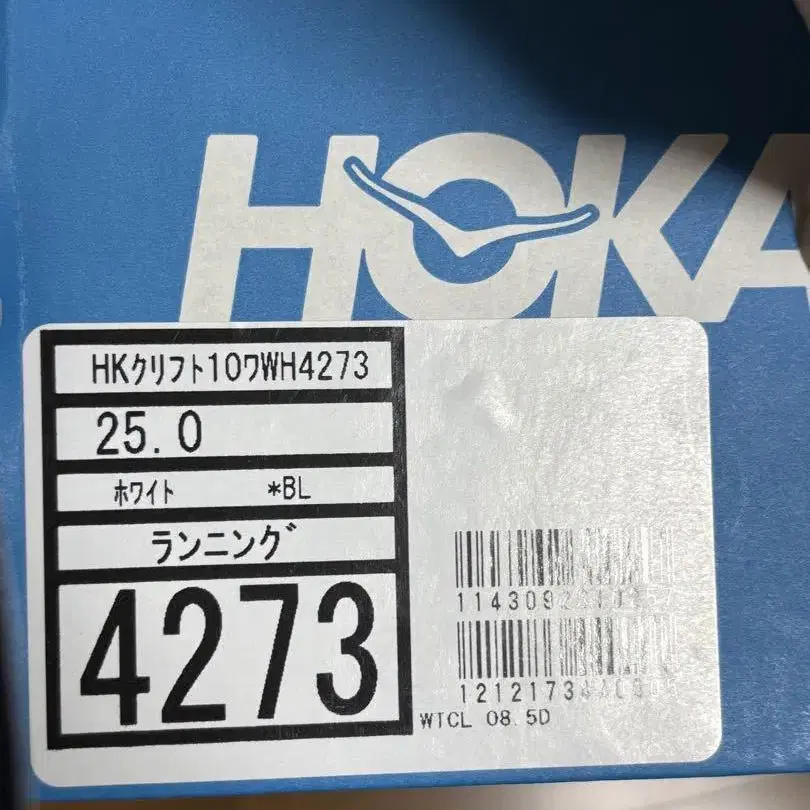 HOKA
HKｸﾘﾌﾄ10ﾜWH4273
25.0
ﾎﾜｲﾄ *BL
ランニング゛
4273
WTCL 08.5D